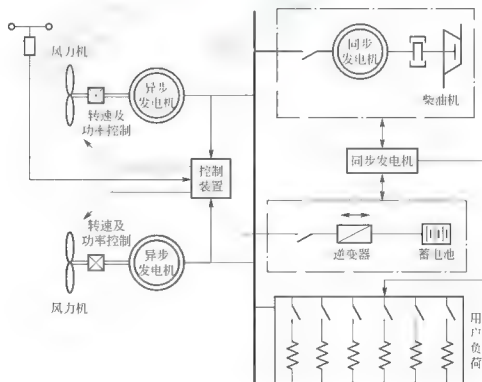 风力机
异步
发电机
转速及
功率控制
控制
装置
转速及
功率控制
异步
发电机
风力机
同步
发电机
柴油机
同步发电机
逆变器
蓄电池
用
户
负
荷